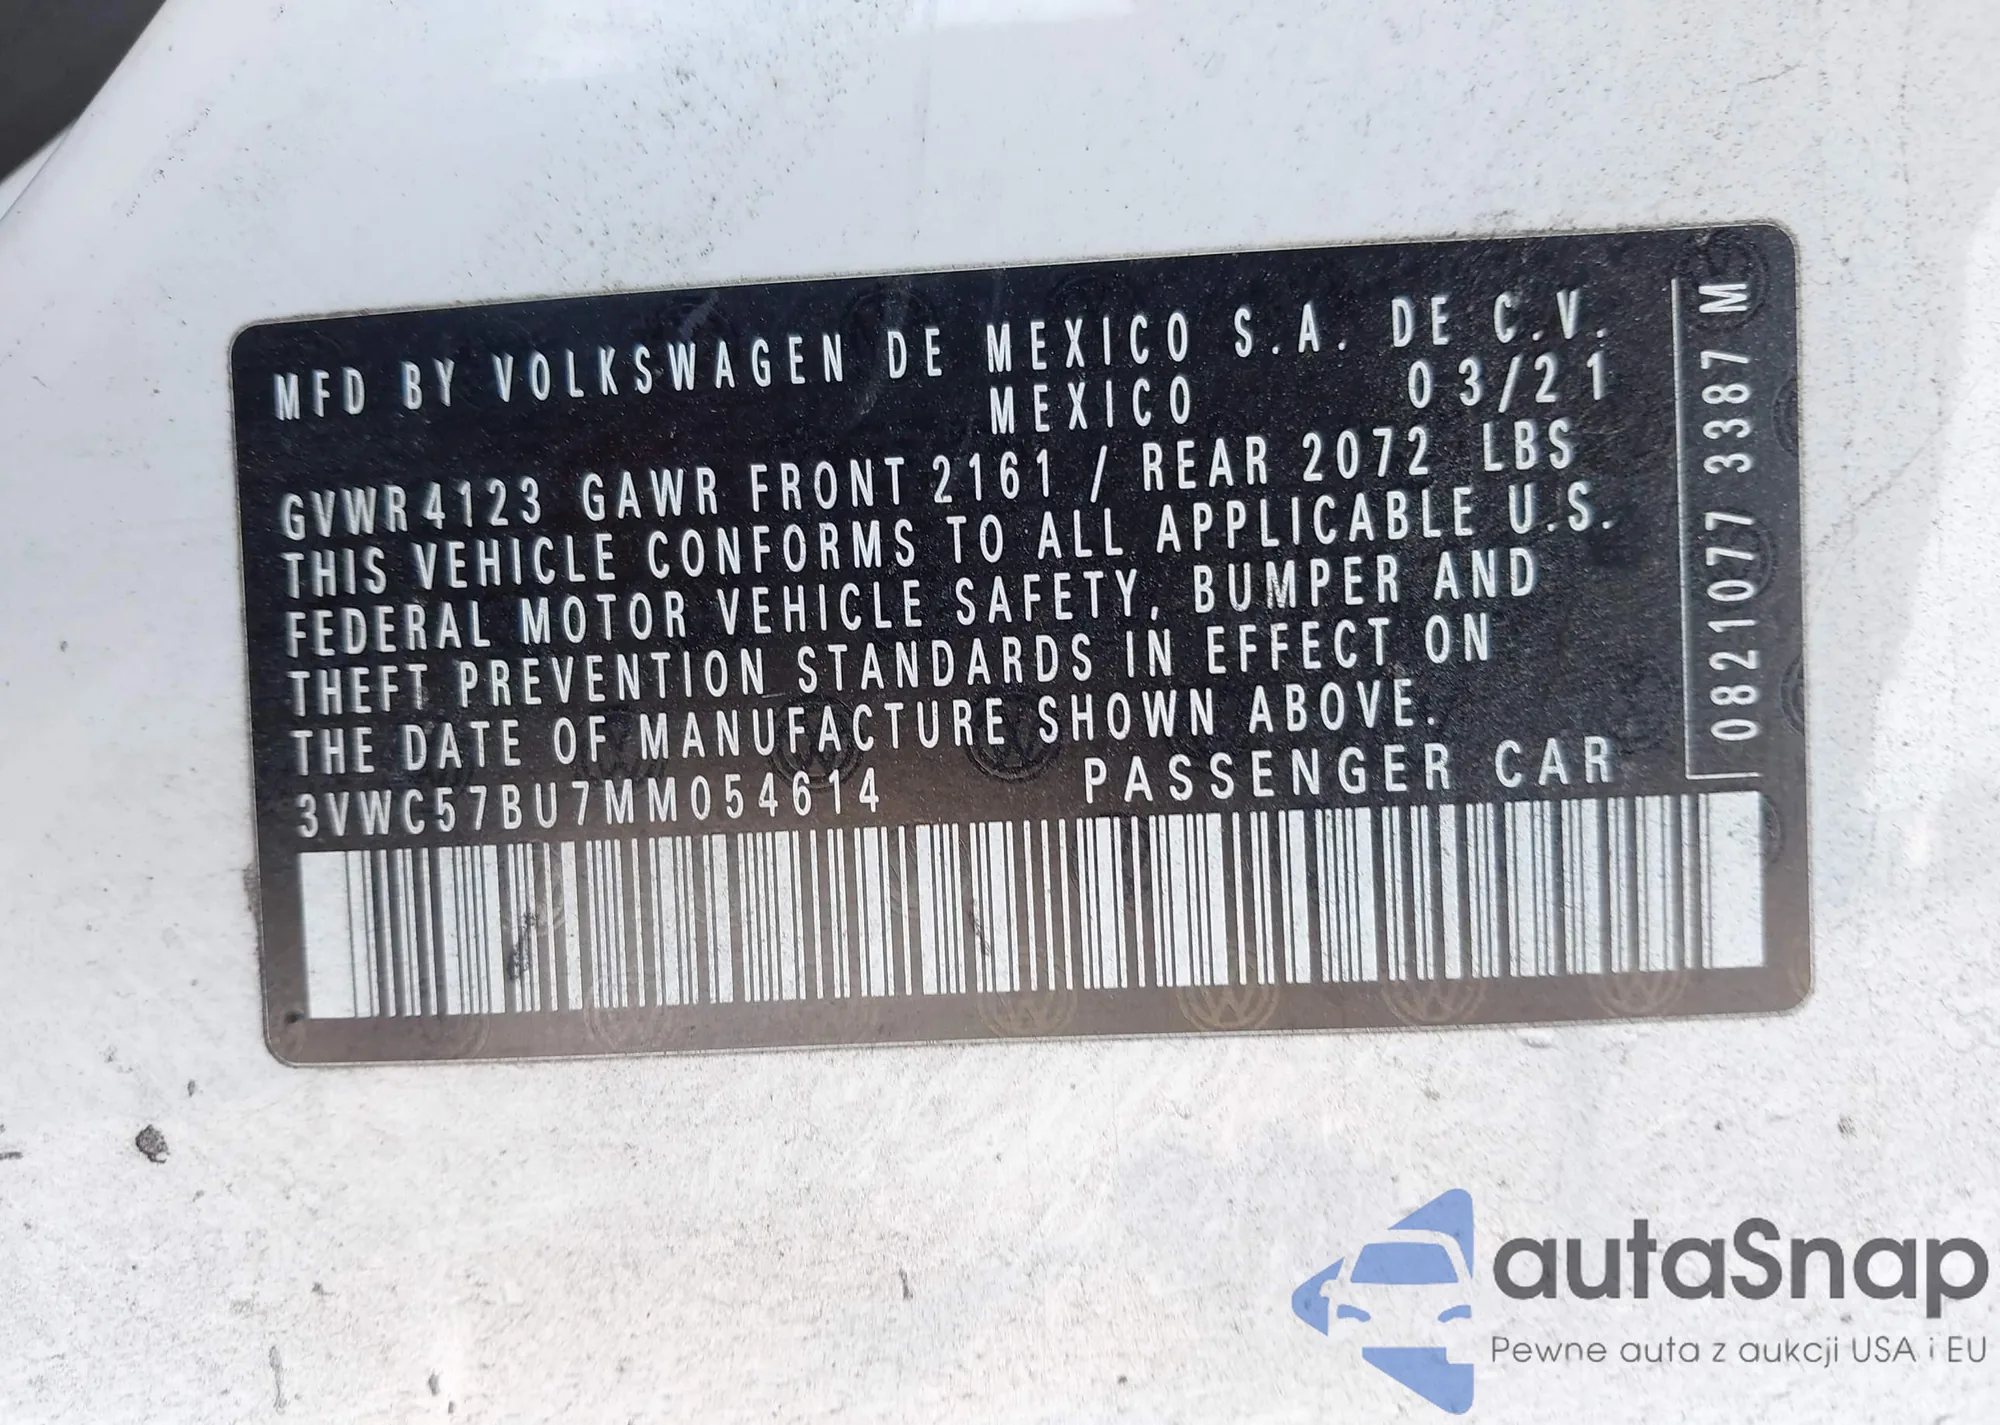 MFD BY VOLKSWAGEN DE MEXICO S.A. DE C.V.
MEXICO 03/21
GVWR 4123 GAWR FRONT 2161 / REAR 2072 LBS
THIS VEHICLE CONFORMS TO ALL APPLICABLE U.S.
FEDERAL MOTOR VEHICLE SAFETY, BUMPER AND
THEFT PREVENTION STANDARDS IN EFFECT ON
THE DATE OF MANUFACTURE SHOWN ABOVE.
3VWC57BU7MM054614 PASSENGER CAR
0821077 3387 M
autaSnap
Pewne auta z aukcji USA i EU